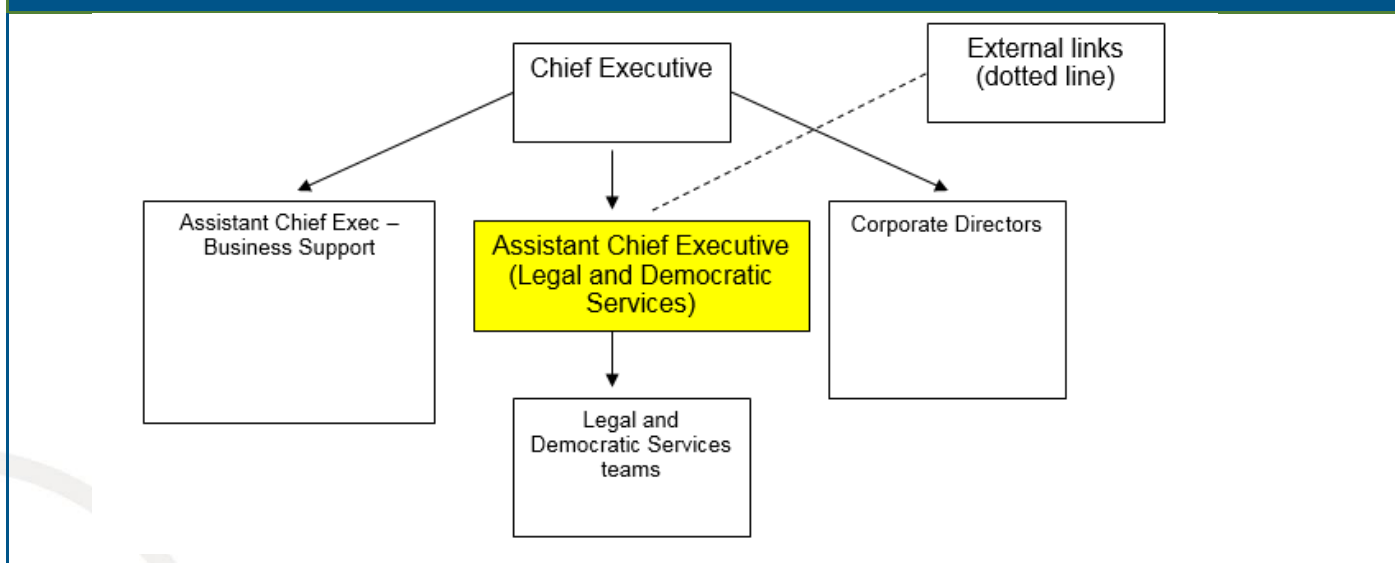 Chief Executive
External links
(dotted line)
Assistant Chief Exec –
Business Support
Assistant Chief Executive
(Legal and Democratic
Services)
Corporate Directors
Legal and
Democratic Services
teams